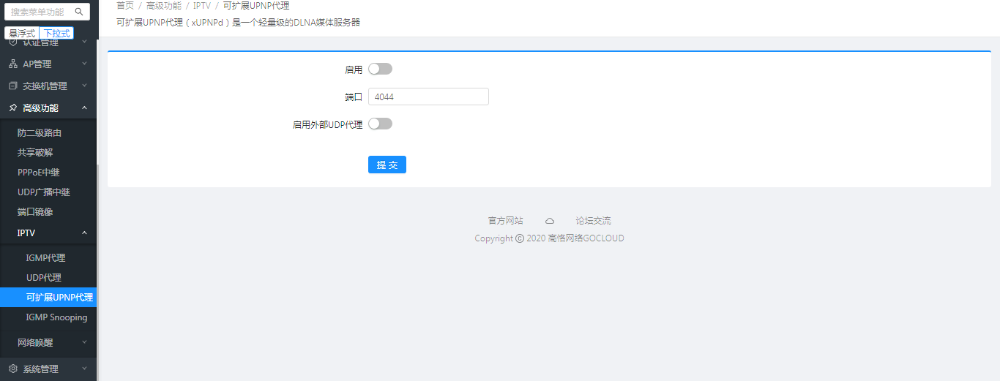 搜索菜单功能
悬浮式 下拉式
认证管理
AP管理
交换机管理
高级功能
防二级路由
共享破解
PPPoE中继
UDP广播中继
端口镜像
IPTV
IGMP代理
UDP代理
可扩展UPNP代理
IGMP Snooping
网络唤醒
系统管理
首页 / 高级功能 / IPTV / 可扩展UPNP代理
可扩展UPNP代理（xUPNPd）是一个轻量级的DLNA媒体服务器
启用
端口 4044
启用外部UDP代理
提 交
官方网站 论坛交流
Copyright © 2020 高恪网络GOCLOUD